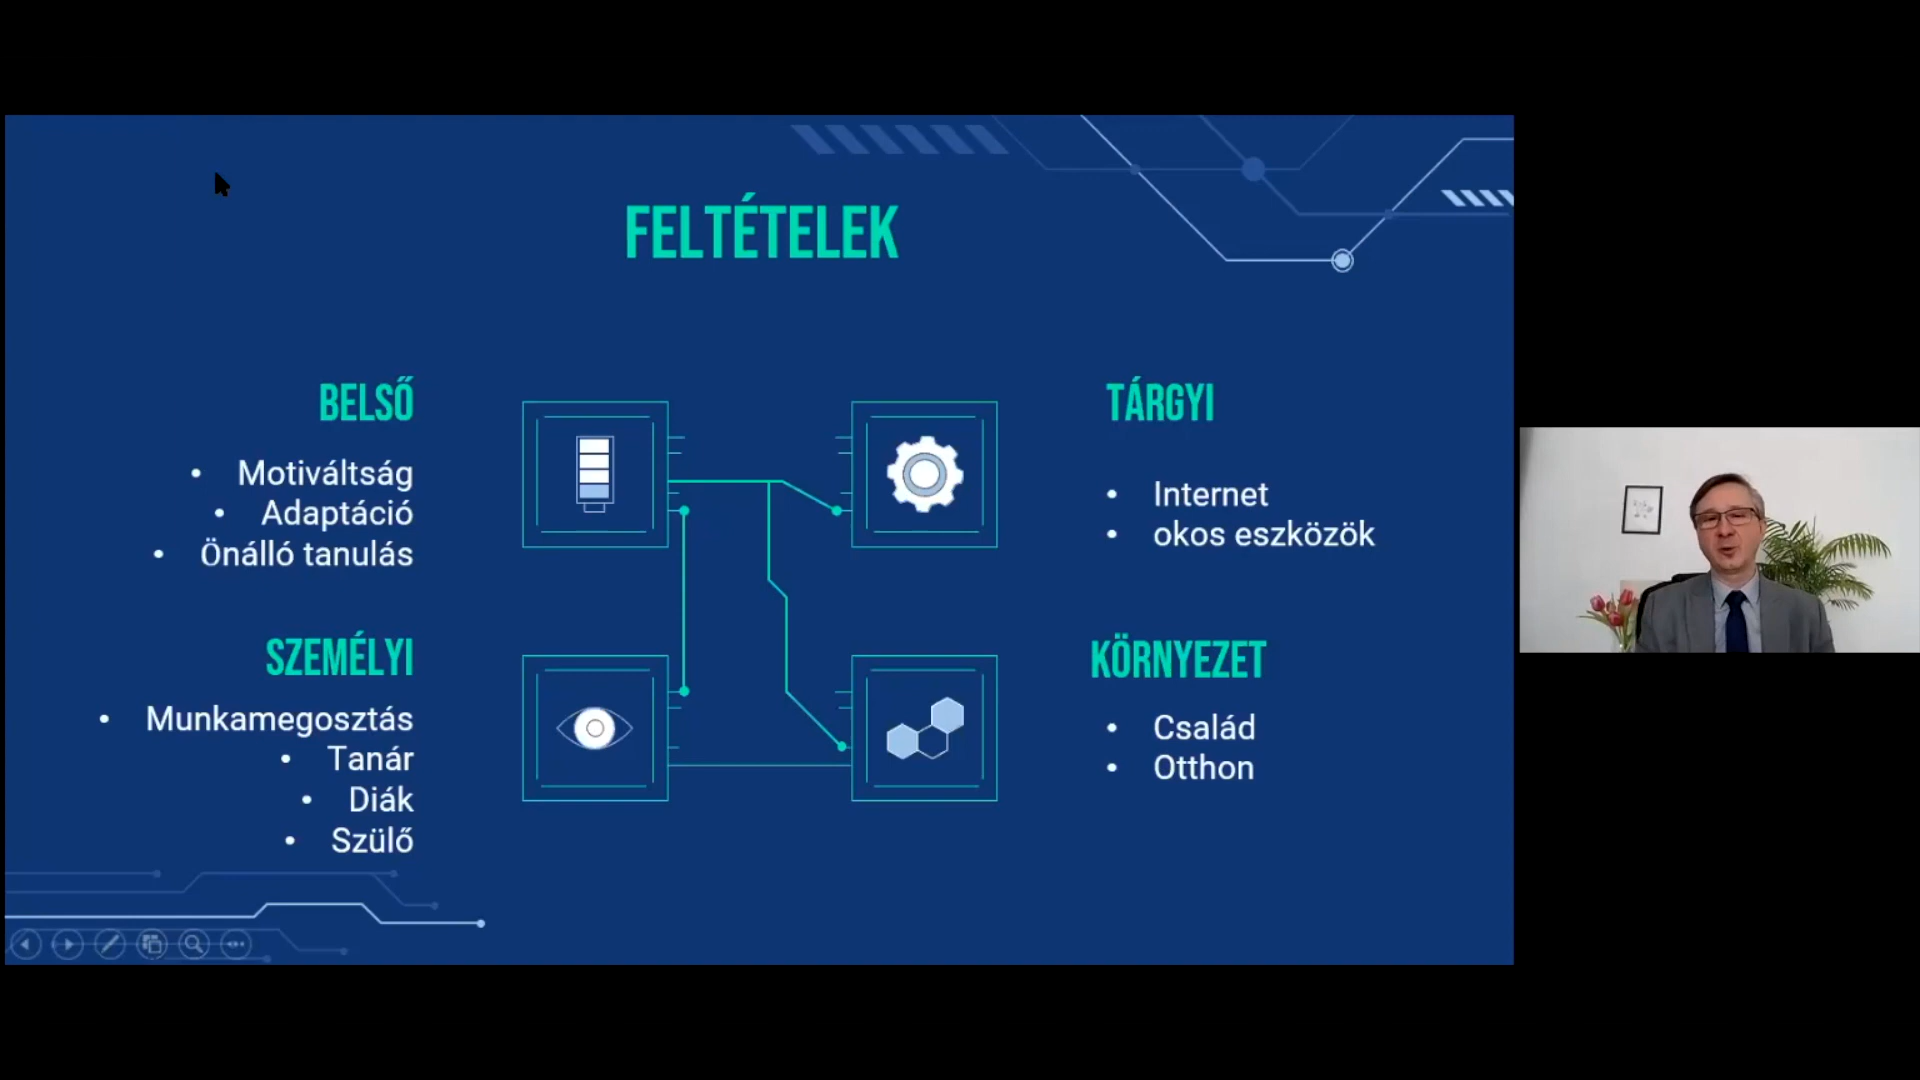 FELTÉTELEK
BELSŐ
• Motiváltság
• Adaptáció
• Önálló tanulás
TÁRGYI
• Internet
• okos eszközök
SZEMÉLYI
• Munkamegosztás
• Tanár
• Diák
• Szülő
KÖRNYEZET
• Család
• Otthon